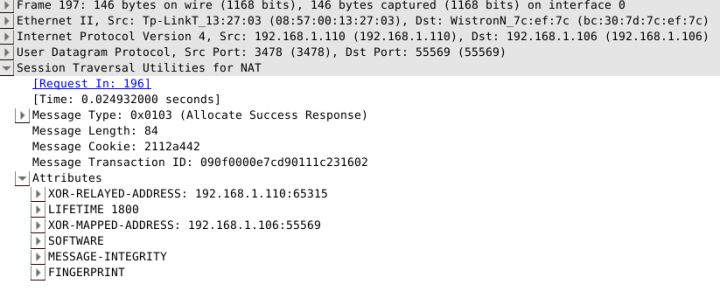 Frame 197: 146 bytes on wire (1168 bits), 146 bytes captured (1168 bits) on interface 0
Ethernet II, Src: Tp-LinkT_13:27:03 (08:57:00:13:27:03), Dst: WistronN_7c:ef:7c (bc:30:7d:7c:ef:7c)
Internet Protocol Version 4, Src: 192.168.1.110 (192.168.1.110), Dst: 192.168.1.106 (192.168.1.106)
User Datagram Protocol, Src Port: 3478 (3478), Dst Port: 55569 (55569)
Session Traversal Utilities for NAT
[Request In: 196]
[Time: 0.024932000 seconds]
Message Type: 0x0103 (Allocate Success Response)
Message Length: 84
Message Cookie: 2112a442
Message Transaction ID: 090f0000e7cd90111c231602
Attributes
XOR-RELAYED-ADDRESS: 192.168.1.110:65315
LIFETIME 1800
XOR-MAPPED-ADDRESS: 192.168.1.106:55569
SOFTWARE
MESSAGE-INTEGRITY
FINGERPRINT